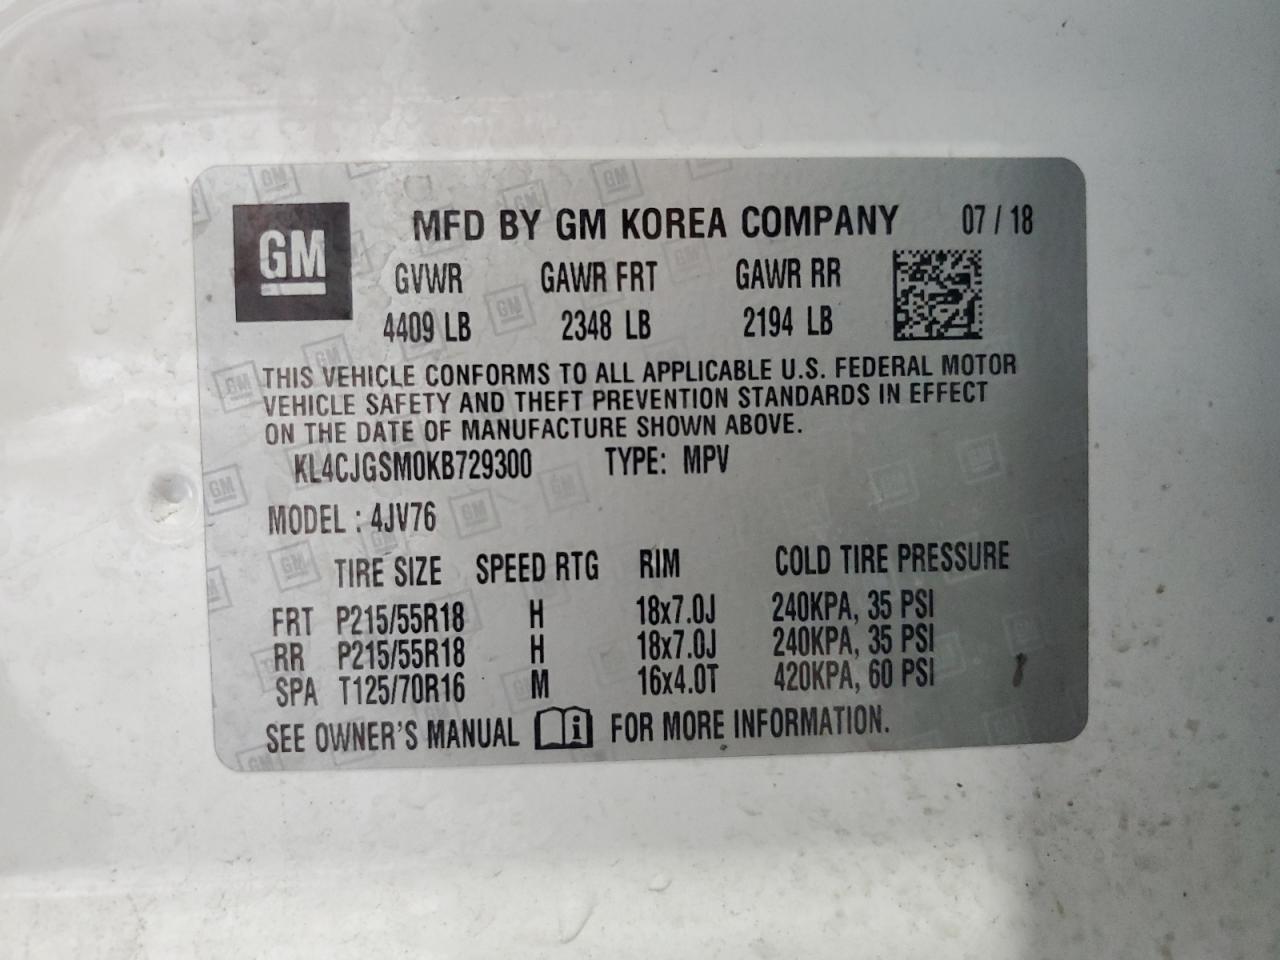 GM MFD BY GM KOREA COMPANY 07 / 18
GVWR GAWR FRT GAWR RR
4409 LB 2348 LB 2194 LB
THIS VEHICLE CONFORMS TO ALL APPLICABLE U.S. FEDERAL MOTOR
VEHICLE SAFETY AND THEFT PREVENTION STANDARDS IN EFFECT
ON THE DATE OF MANUFACTURE SHOWN ABOVE.
KL4CJGSM0KB729300 TYPE: MPV
MODEL : 4JV76
TIRE SIZE SPEED RTG RIM COLD TIRE PRESSURE
FRT P215/55R18 H 18x7.0J 240KPA, 35 PSI
RR P215/55R18 H 18x7.0J 240KPA, 35 PSI
SPA T125/70R16 M 16x4.0T 420KPA, 60 PSI
SEE OWNER'S MANUAL i FOR MORE INFORMATION.